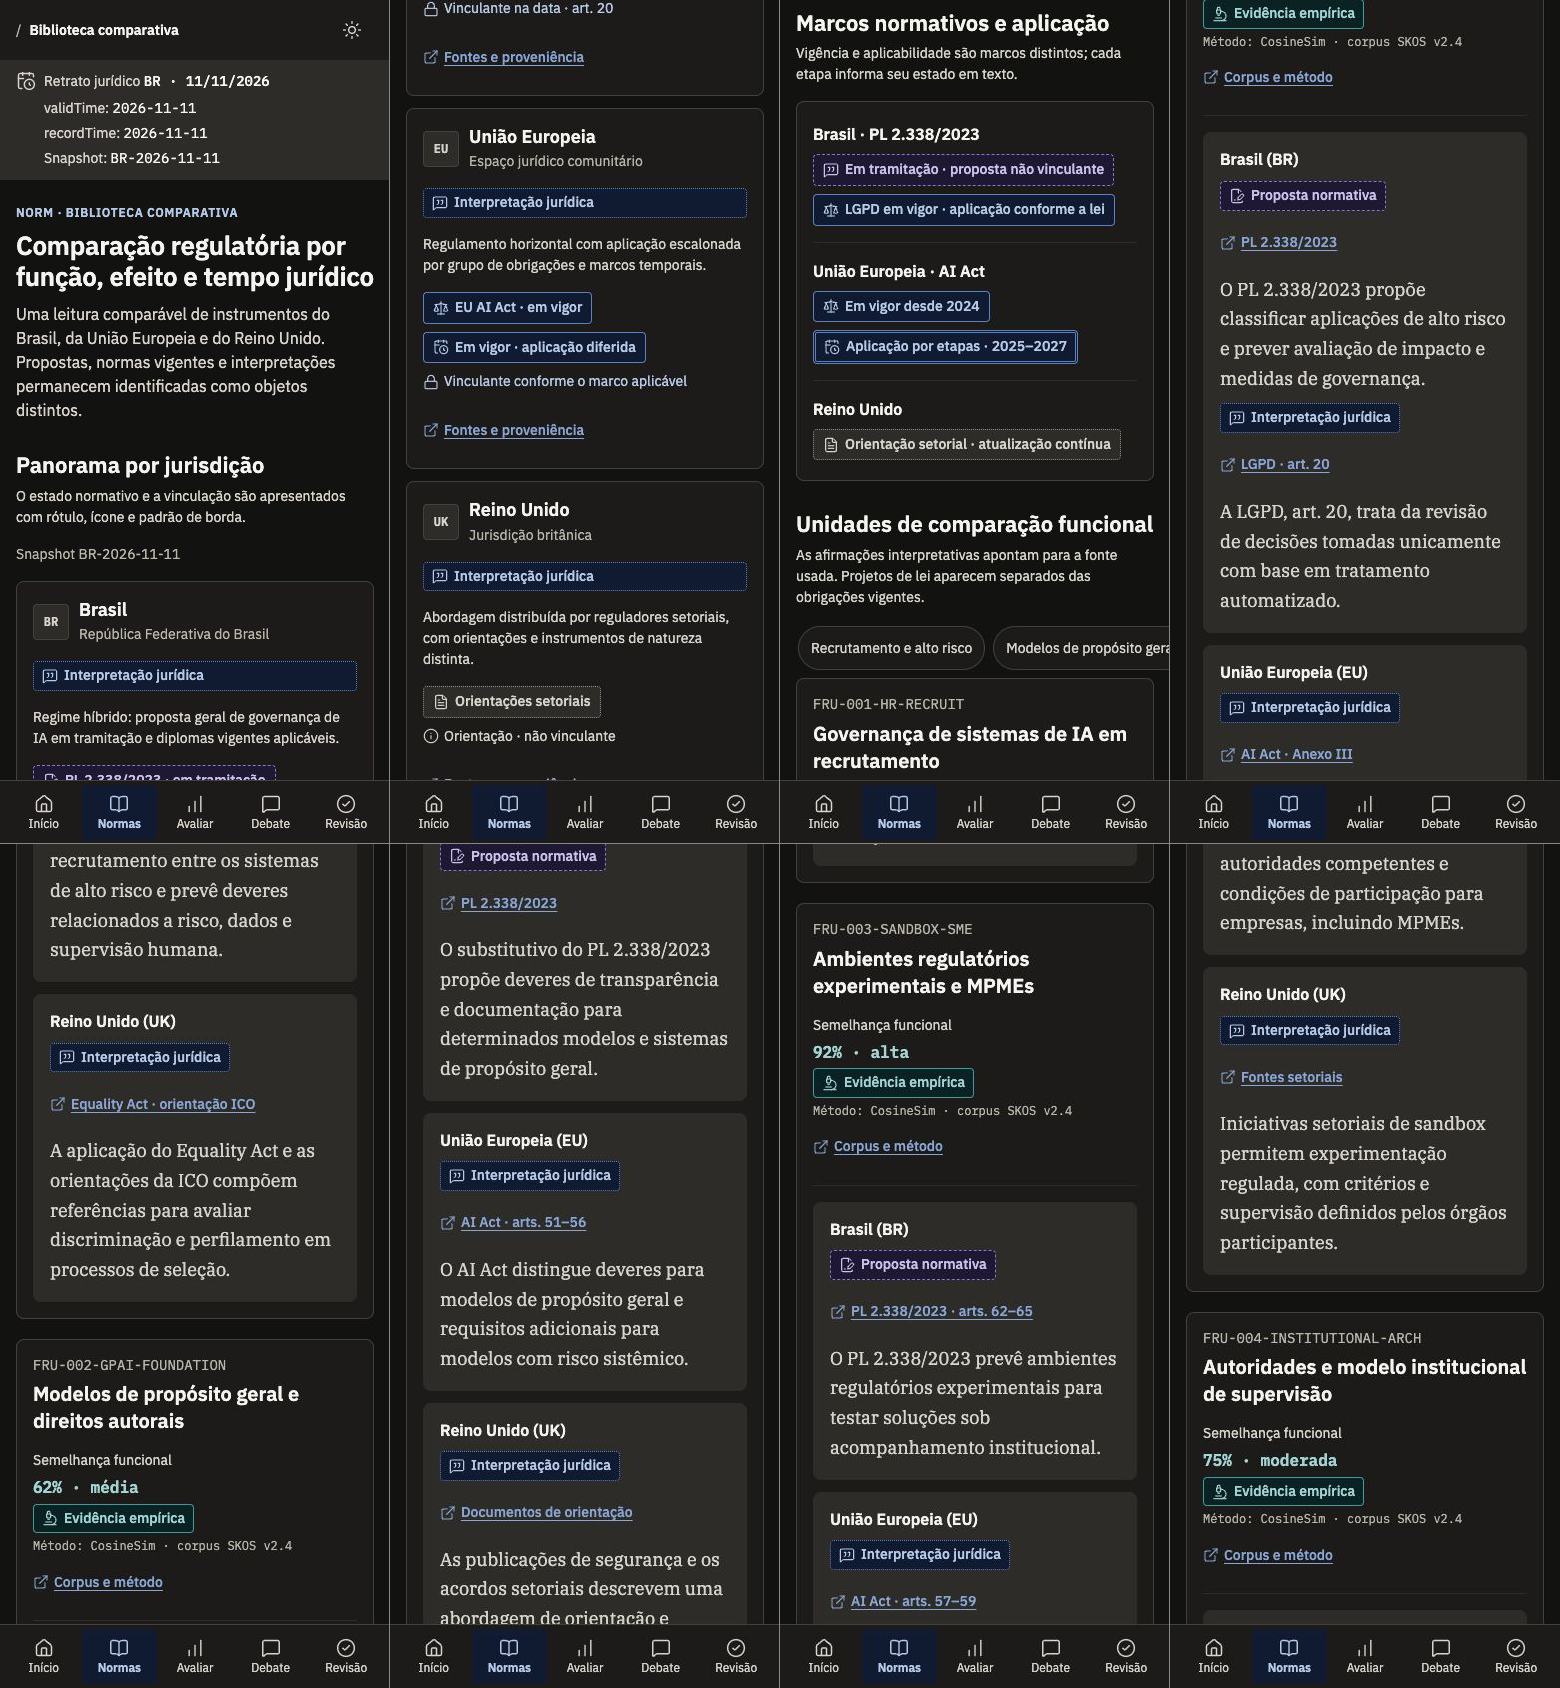 / Biblioteca comparativa
Retrato jurídico BR · 11/11/2026
validTime: 2026-11-11
recordTime: 2026-11-11
Snapshot: BR-2026-11-11
NORM · BIBLIOTECA COMPARATIVA
Comparação regulatória por
função, efeito e tempo jurídico
Uma leitura comparável de instrumentos do
Brasil, da União Europeia e do Reino Unido.
Propostas, normas vigentes e interpretações
permanecem identificadas como objetos
distintos.
Panorama por jurisdição
O estado normativo e a vinculação são apresentados
com rótulo, ícone e padrão de borda.
Snapshot BR-2026-11-11
BR
Brasil
República Federativa do Brasil
Interpretação jurídica
Regime híbrido: proposta geral de governança de
IA em tramitação e diplomas vigentes aplicáveis.
PL 2.338/2023 · em tramitação
Início
Normas
Avaliar
Debate
Revisão
Vinculante na data · art. 20
Fontes e proveniência
EU
União Europeia
Espaço jurídico comunitário
Interpretação jurídica
Regulamento horizontal com aplicação escalonada
por grupo de obrigações e marcos temporais.
EU AI Act · em vigor
Em vigor · aplicação diferida
Vinculante conforme o marco aplicável
Fontes e proveniência
UK
Reino Unido
Jurisdição britânica
Interpretação jurídica
Abordagem distribuída por reguladores setoriais,
com orientações e instrumentos de natureza
distinta.
Orientações setoriais
Orientação · não vinculante
Início
Normas
Avaliar
Debate
Revisão
Marcos normativos e aplicação
Vigência e aplicabilidade são marcos distintos; cada
etapa informa seu estado em texto.
Brasil · PL 2.338/2023
Em tramitação · proposta não vinculante
LGPD em vigor · aplicação conforme a lei
União Europeia · AI Act
Em vigor desde 2024
Aplicação por etapas · 2025–2027
Reino Unido
Orientação setorial · atualização contínua
Unidades de comparação funcional
As afirmações interpretativas apontam para a fonte
usada. Projetos de lei aparecem separados das
obrigações vigentes.
Recrutamento e alto risco
Modelos de propósito gera
FRU-001-HR-RECRUIT
Governança de sistemas de IA em
recrutamento
Início
Normas
Avaliar
Debate
Revisão
Evidência empírica
Método: CosineSim · corpus SKOS v2.4
Corpus e método
Brasil (BR)
Proposta normativa
PL 2.338/2023
O PL 2.338/2023 propõe
classificar aplicações de alto risco
e prever avaliação de impacto e
medidas de governança.
Interpretação jurídica
LGPD · art. 20
A LGPD, art. 20, trata da revisão
de decisões tomadas unicamente
com base em tratamento
automatizado.
União Europeia (EU)
Interpretação jurídica
AI Act · Anexo III
Início
Normas
Avaliar
Debate
Revisão
recrutamento entre os sistemas
de alto risco e prevê deveres
relacionados a risco, dados e
supervisão humana.
Reino Unido (UK)
Interpretação jurídica
Equality Act · orientação ICO
A aplicação do Equality Act e as
orientações da ICO compõem
referências para avaliar
discriminação e perfilamento em
processos de seleção.
FRU-002-GPAI-FOUNDATION
Modelos de propósito geral e
direitos autorais
Semelhança funcional
62% · média
Evidência empírica
Método: CosineSim · corpus SKOS v2.4
Corpus e método
Início
Normas
Avaliar
Debate
Revisão
Proposta normativa
PL 2.338/2023
O substitutivo do PL 2.338/2023
propõe deveres de transparência
e documentação para
determinados modelos e sistemas
de propósito geral.
União Europeia (EU)
Interpretação jurídica
AI Act · arts. 51–56
O AI Act distingue deveres para
modelos de propósito geral e
requisitos adicionais para
modelos com risco sistêmico.
Reino Unido (UK)
Interpretação jurídica
Documentos de orientação
As publicações de segurança e os
acordos setoriais descrevem uma
abordagem de orientação e
Início
Normas
Avaliar
Debate
Revisão
FRU-003-SANDBOX-SME
Ambientes regulatórios
experimentais e MPMEs
Semelhança funcional
92% · alta
Evidência empírica
Método: CosineSim · corpus SKOS v2.4
Corpus e método
Brasil (BR)
Proposta normativa
PL 2.338/2023 · arts. 62–65
O PL 2.338/2023 prevê ambientes
regulatórios experimentais para
testar soluções sob
acompanhamento institucional.
União Europeia (EU)
Interpretação jurídica
AI Act · arts. 57–59
Início
Normas
Avaliar
Debate
Revisão
autoridades competentes e
condições de participação para
empresas, incluindo MPMEs.
Reino Unido (UK)
Interpretação jurídica
Fontes setoriais
Iniciativas setoriais de sandbox
permitem experimentação
regulada, com critérios e
supervisão definidos pelos órgãos
participantes.
FRU-004-INSTITUTIONAL-ARCH
Autoridades e modelo institucional
de supervisão
Semelhança funcional
75% · moderada
Evidência empírica
Método: CosineSim · corpus SKOS v2.4
Corpus e método
Início
Normas
Avaliar
Debate
Revisão